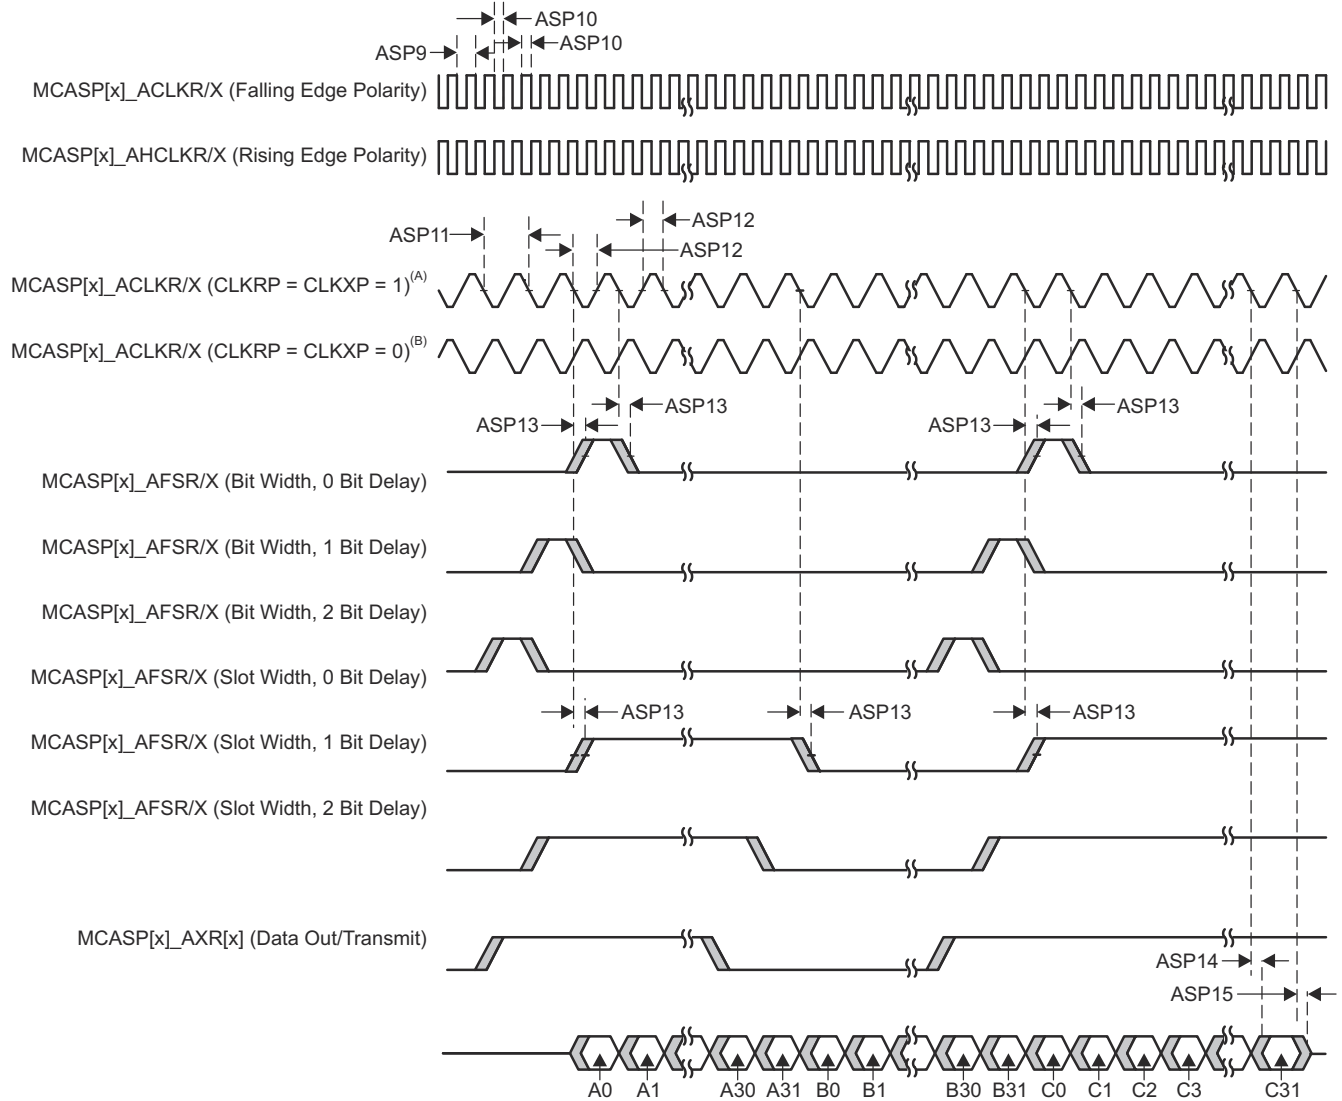 ASP10
ASP9
ASP10
MCASP[x]_ACLKR/X (Falling Edge Polarity)
MCASP[x]_AHCLKR/X (Rising Edge Polarity)
ASP12
ASP11
ASP12
MCASP[x]_ACLKR/X (CLKRP = CLKXP = 1)(A)
MCASP[x]_ACLKR/X (CLKRP = CLKXP = 0)(B)
ASP13 ASP13
ASP13 ASP13
MCASP[x]_AFSR/X (Bit Width, 0 Bit Delay)
MCASP[x]_AFSR/X (Bit Width, 1 Bit Delay)
MCASP[x]_AFSR/X (Bit Width, 2 Bit Delay)
MCASP[x]_AFSR/X (Slot Width, 0 Bit Delay)
ASP13 ASP13 ASP13
MCASP[x]_AFSR/X (Slot Width, 1 Bit Delay)
MCASP[x]_AFSR/X (Slot Width, 2 Bit Delay)
MCASP[x]_AXR[x] (Data Out/Transmit)
ASP14
ASP15
A0 A1 A30 A31 B0 B1 B30 B31 C0 C1 C2 C3 C31